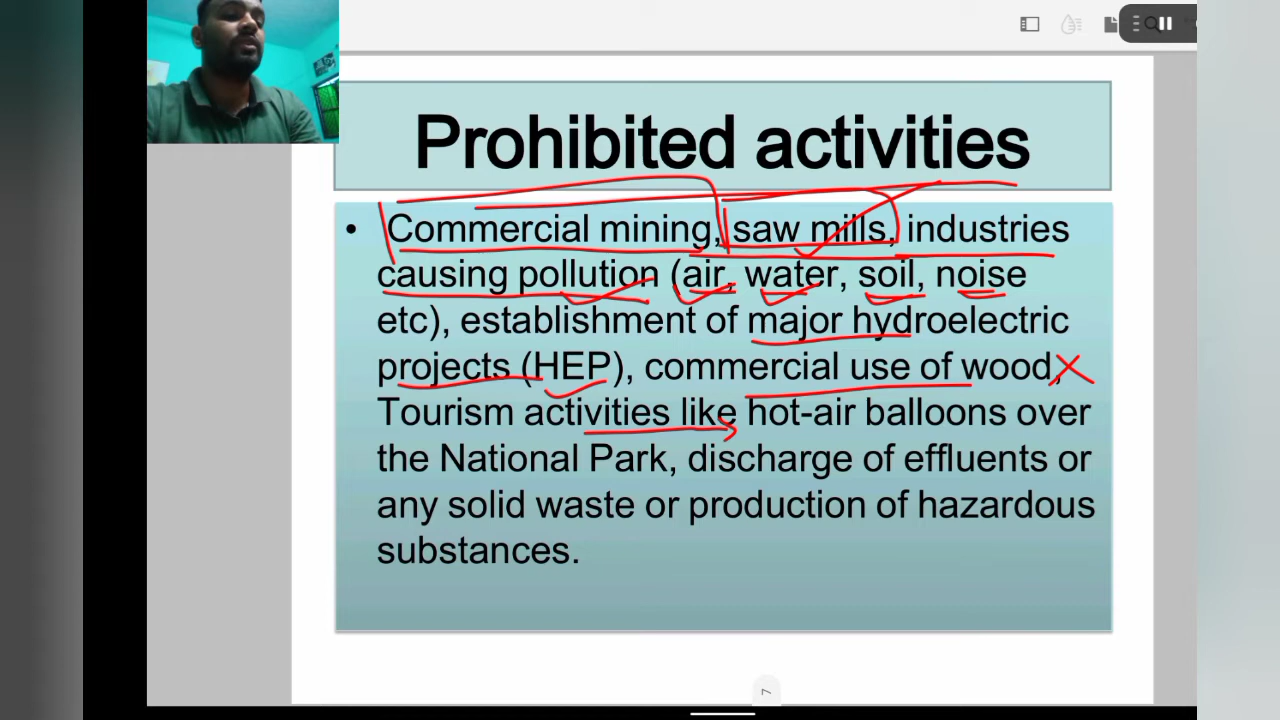 Prohibited activities
• Commercial mining, saw mills, industries
causing pollution (air, water, soil, noise
etc), establishment of major hydroelectric
projects (HEP), commercial use of wood,
Tourism activities like hot-air balloons over
the National Park, discharge of effluents or
any solid waste or production of hazardous
substances.
7